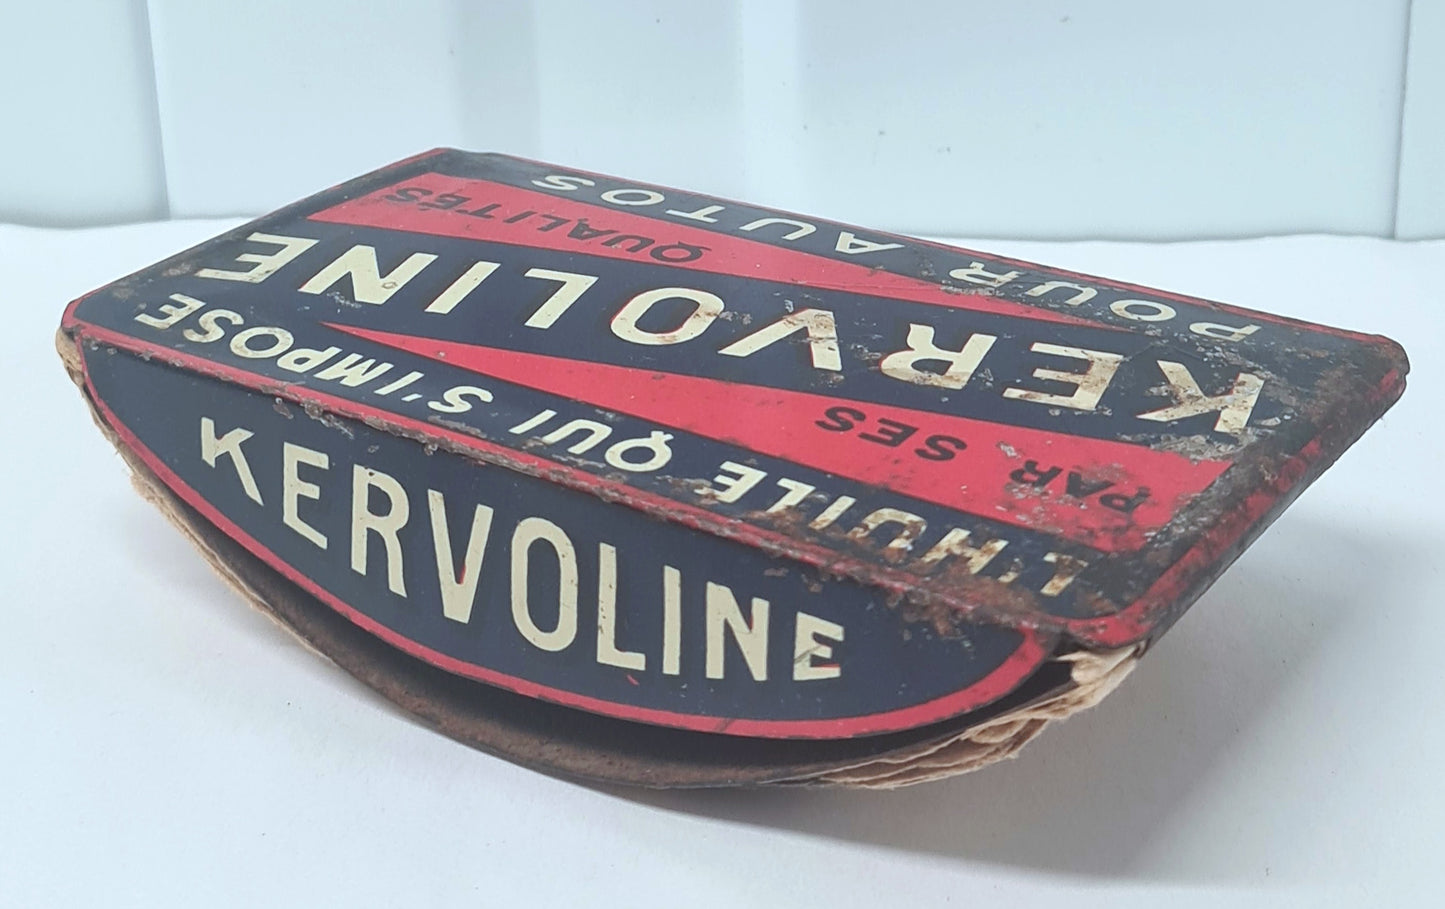 POUR AUTOS
KERVOLINE
PAR SES QUALITÉS
L'HUILE QUI S'IMPOSE
KERVOLINE